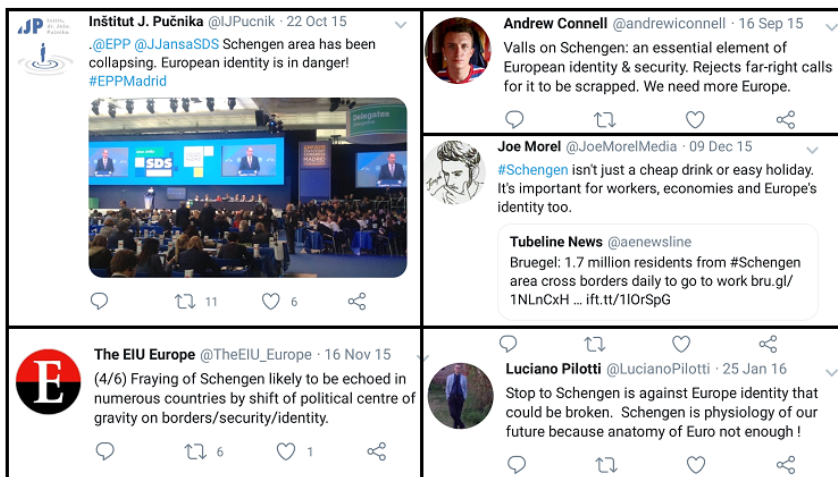 Inštitut J. Pučnika @IJPucnik · 22 Oct 15
.@EPP @JJansaSDS Schengen area has been
collapsing. European identity is in danger!
#EPPMadrid
Delegates
SDS
MADRID
11
6
Andrew Connell @andrewiconnell · 16 Sep 15
Valls on Schengen: an essential element of
European identity & security. Rejects far-right calls
for it to be scrapped. We need more Europe.
Joe Morel @JoeMorelMedia · 09 Dec 15
#Schengen isn't just a cheap drink or easy holiday.
It's important for workers, economies and Europe's
identity too.
Tubeline News @aenewsline
Bruegel: 1.7 million residents from #Schengen
area cross borders daily to go to work bru.gl/
1NLnCxH ... ift.tt/1lOrSpG
The EIU Europe @TheEIU_Europe · 16 Nov 15
E
(4/6) Fraying of Schengen likely to be echoed in
numerous countries by shift of political centre of
gravity on borders/security/identity.
6
1
Luciano Pilotti @LucianoPilotti · 25 Jan 16
Stop to Schengen is against Europe identity that
could be broken. Schengen is physiology of our
future because anatomy of Euro not enough !